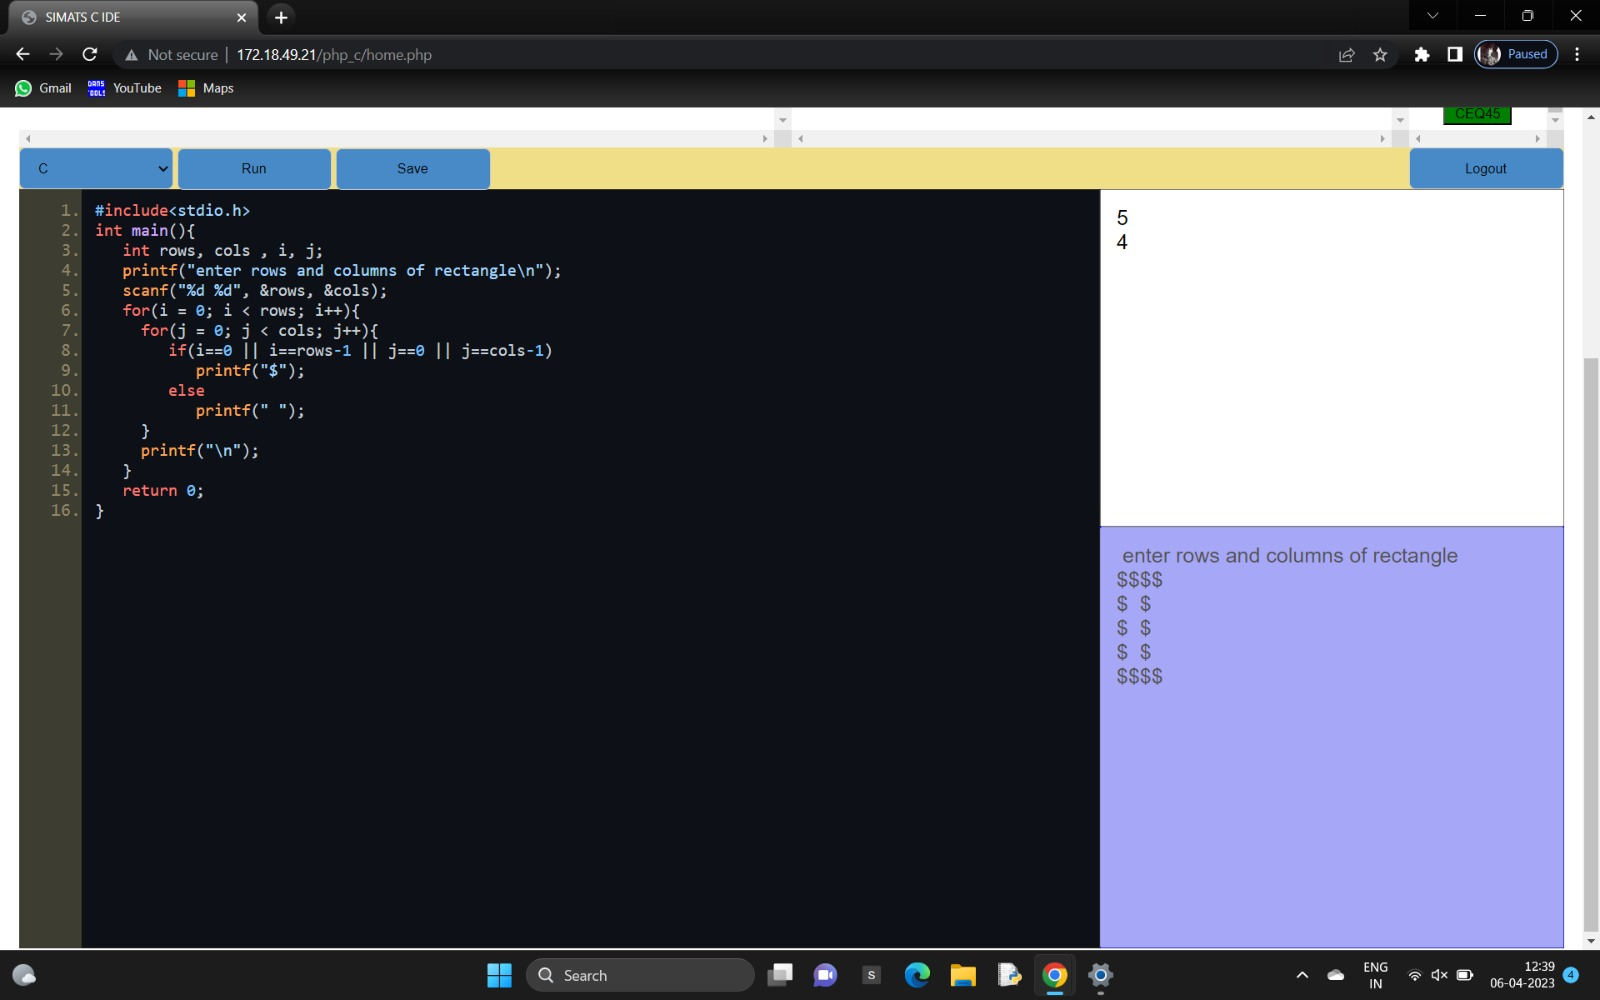 SIMATS C IDE
Not secure 172.18.49.21/php_c/home.php Paused
Gmail DANS TOOLS YouTube Maps
CEQ45
C Run Save Logout
1. #include<stdio.h>
2. int main(){
3. int rows, cols , i, j;
4. printf("enter rows and columns of rectangle\n");
5. scanf("%d %d", &rows, &cols);
6. for(i = 0; i < rows; i++){
7. for(j = 0; j < cols; j++){
8. if(i==0 || i==rows-1 || j==0 || j==cols-1)
9. printf("$");
10. else
11. printf(" ");
12. }
13. printf("\n");
14. }
15. return 0;
16. }
5
4
enter rows and columns of rectangle
$$$$
$  $
$  $
$  $
$$$$
Search S ENG IN 12:39 06-04-2023 4